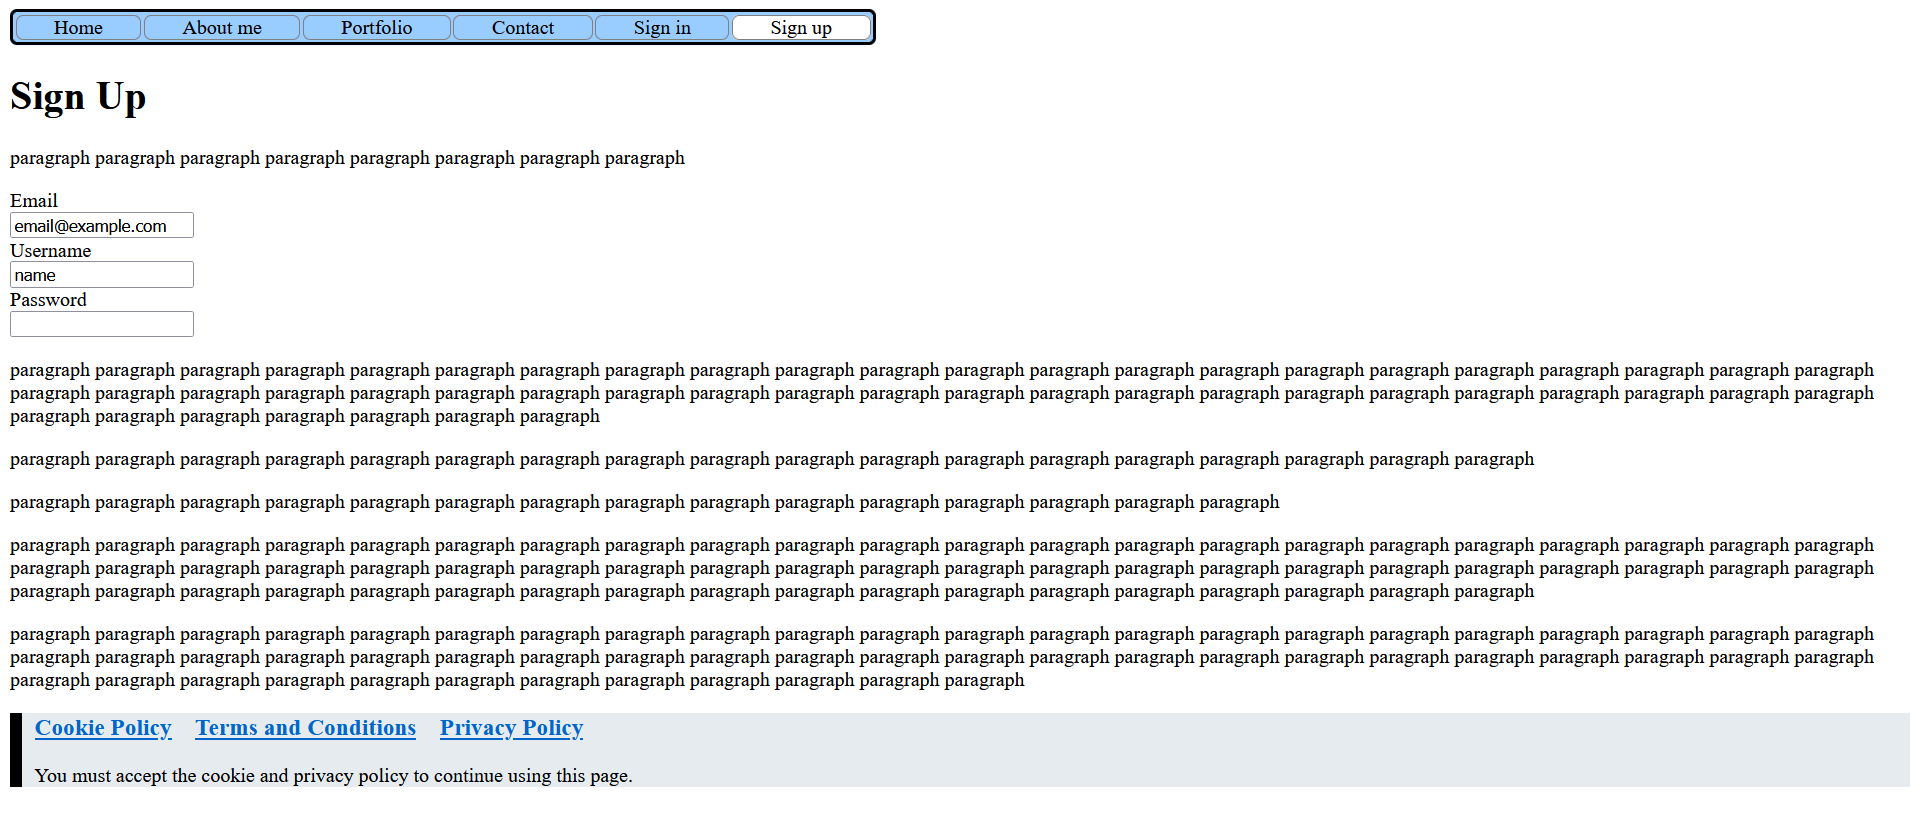 Home About me Portfolio Contact Sign in Sign up
Sign Up
paragraph paragraph paragraph paragraph paragraph paragraph paragraph paragraph
Email
email@example.com
Username
name
Password
paragraph paragraph paragraph paragraph paragraph paragraph paragraph paragraph paragraph paragraph paragraph paragraph paragraph paragraph paragraph paragraph paragraph paragraph paragraph paragraph paragraph paragraph
paragraph paragraph paragraph paragraph paragraph paragraph paragraph paragraph paragraph paragraph paragraph paragraph paragraph paragraph paragraph paragraph paragraph paragraph paragraph paragraph paragraph paragraph
paragraph paragraph paragraph paragraph paragraph paragraph paragraph
paragraph paragraph paragraph paragraph paragraph paragraph paragraph paragraph paragraph paragraph paragraph paragraph paragraph paragraph paragraph paragraph paragraph paragraph
paragraph paragraph paragraph paragraph paragraph paragraph paragraph paragraph paragraph paragraph paragraph paragraph paragraph paragraph paragraph
paragraph paragraph paragraph paragraph paragraph paragraph paragraph paragraph paragraph paragraph paragraph paragraph paragraph paragraph paragraph paragraph paragraph paragraph paragraph paragraph paragraph paragraph
paragraph paragraph paragraph paragraph paragraph paragraph paragraph paragraph paragraph paragraph paragraph paragraph paragraph paragraph paragraph paragraph paragraph paragraph paragraph paragraph paragraph paragraph
paragraph paragraph paragraph paragraph paragraph paragraph paragraph paragraph paragraph paragraph paragraph paragraph paragraph paragraph paragraph paragraph paragraph paragraph
paragraph paragraph paragraph paragraph paragraph paragraph paragraph paragraph paragraph paragraph paragraph paragraph paragraph paragraph paragraph paragraph paragraph paragraph paragraph paragraph paragraph paragraph
paragraph paragraph paragraph paragraph paragraph paragraph paragraph paragraph paragraph paragraph paragraph paragraph paragraph paragraph paragraph paragraph paragraph paragraph paragraph paragraph paragraph paragraph
paragraph paragraph paragraph paragraph paragraph paragraph paragraph paragraph paragraph paragraph paragraph paragraph
Cookie Policy Terms and Conditions Privacy Policy
You must accept the cookie and privacy policy to continue using this page.